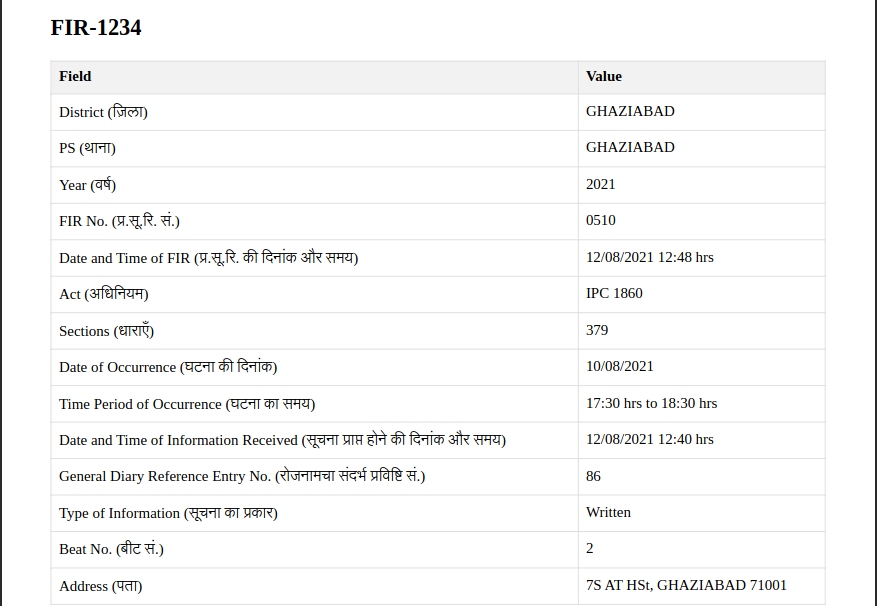 FIR-1234
Field Value
District (ज़िला) GHAZIABAD
PS (थाना) GHAZIABAD
Year (वर्ष) 2021
FIR No. (प्र.सू.रि. सं.) 0510
Date and Time of FIR (प्र.सू.रि. की दिनांक और समय) 12/08/2021 12:48 hrs
Act (अधिनियम) IPC 1860
Sections (धाराएँ) 379
Date of Occurrence (घटना की दिनांक) 10/08/2021
Time Period of Occurrence (घटना का समय) 17:30 hrs to 18:30 hrs
Date and Time of Information Received (सूचना प्राप्त होने की दिनांक और समय) 12/08/2021 12:40 hrs
General Diary Reference Entry No. (रोजनामचा संदर्भ प्रविष्टि सं.) 86
Type of Information (सूचना का प्रकार) Written
Beat No. (बीट सं.) 2
Address (पता) 7S AT HSt, GHAZIABAD 71001